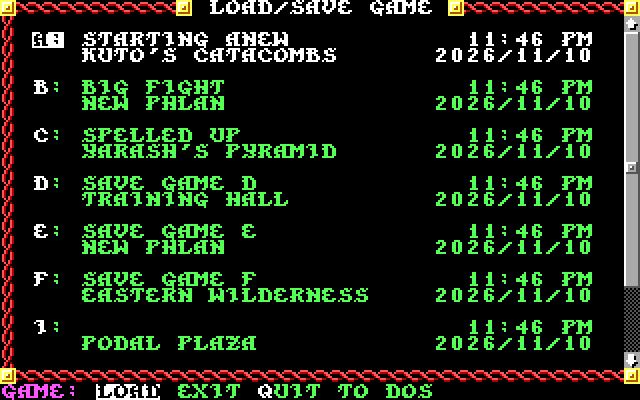 LOAD/SAVE GAME
A: STARTING ANEW 11:46 PM
KUTO'S CATACOMBS 2026/11/10
B: BIG FIGHT 11:46 PM
NEW PHLAN 2026/11/10
C: SPELLED UP 11:46 PM
YARASH'S PYRAMID 2026/11/10
D: SAVE GAME D 11:46 PM
TRAINING HALL 2026/11/10
E: SAVE GAME E 11:46 PM
NEW PHLAN 2026/11/10
F: SAVE GAME F 11:46 PM
EASTERN WILDERNESS 2026/11/10
1: 11:46 PM
PODAL PLAZA 2026/11/10
GAME: LOAD EXIT QUIT TO DOS